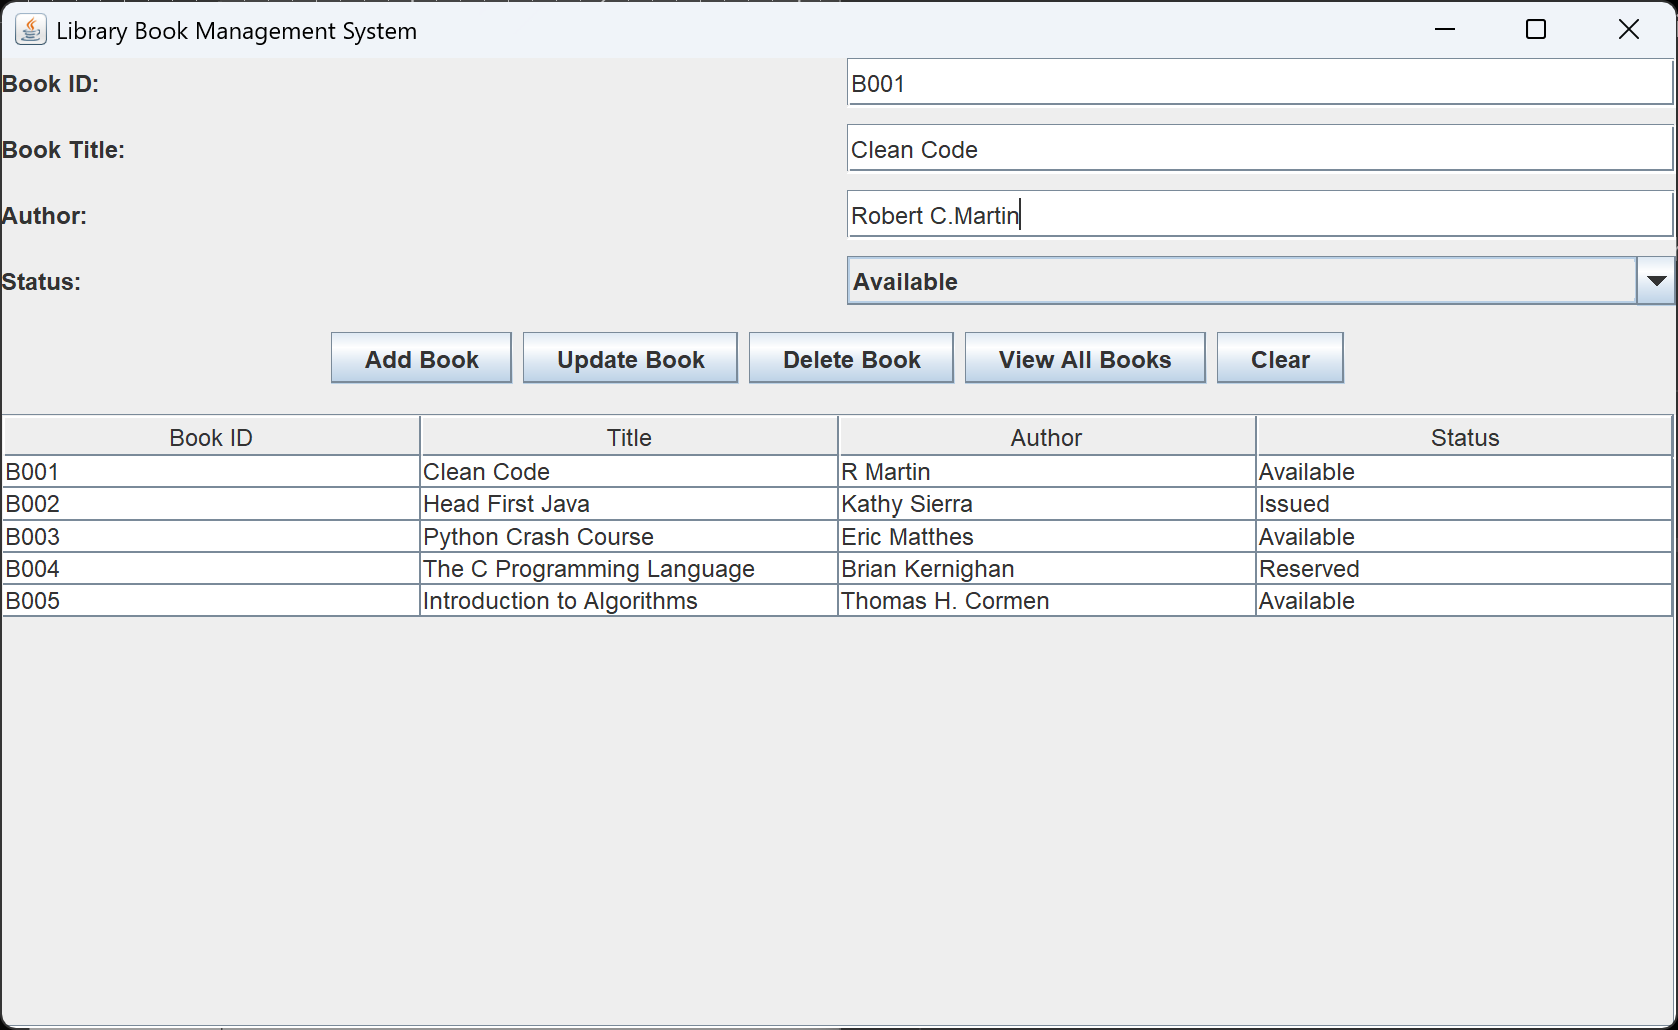 Library Book Management System
Book ID: B001
Book Title: Clean Code
Author: Robert C.Martin
Status: Available
Add Book Update Book Delete Book View All Books Clear
Book ID Title Author Status
B001 Clean Code R Martin Available
B002 Head First Java Kathy Sierra Issued
B003 Python Crash Course Eric Matthes Available
B004 The C Programming Language Brian Kernighan Reserved
B005 Introduction to Algorithms Thomas H. Cormen Available